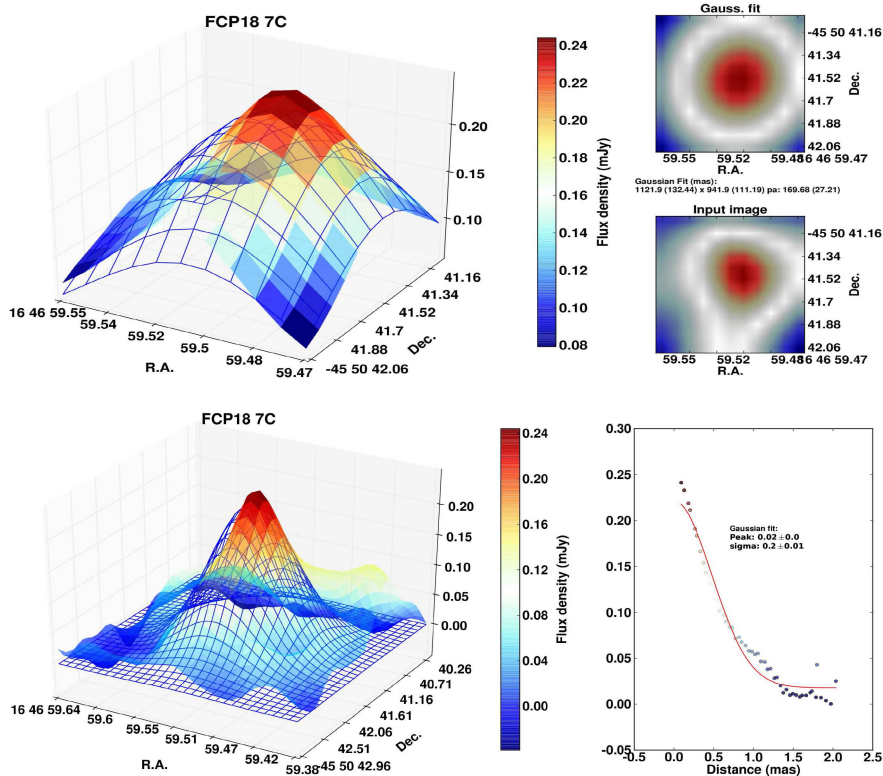 FCP18 7C
0.20
0.15
0.10
16 46 59.55
59.54
59.52
59.5
59.48
59.47
R.A.
-45 50 42.06
41.88
41.7
41.52
41.34
41.16
Dec.
0.24
0.22
0.20
0.18
0.16
0.14
0.12
0.10
0.08
Flux density (mJy)
Gauss. fit
-45 50 41.16
41.34
41.52
41.7
41.88
42.06
Dec.
59.55
59.52
59.48
16 46 59.47
R.A.
Gaussian Fit (mas):
1121.9 (132.44) x 941.9 (111.19) pa: 169.68 (27.21)
Input image
-45 50 41.16
41.34
41.52
41.7
41.88
42.06
Dec.
59.55
59.52
59.48
16 46 59.47
R.A.
FCP18 7C
0.20
0.15
0.10
0.05
0.00
16 46 59.64
59.6
59.55
59.51
59.47
59.42
59.38
R.A.
-45 50 42.96
42.51
42.06
41.61
41.16
40.71
40.26
Dec.
0.24
0.20
0.16
0.12
0.08
0.04
0.00
Flux density (mJy)
0.30
0.25
0.20
0.15
0.10
0.05
0.00
-0.05
Gaussian fit:
Peak: 0.02 ±0.0
sigma: 0.2 ±0.01
-0.5
0.0
0.5
1.0
1.5
2.0
2.5
Distance (mas)